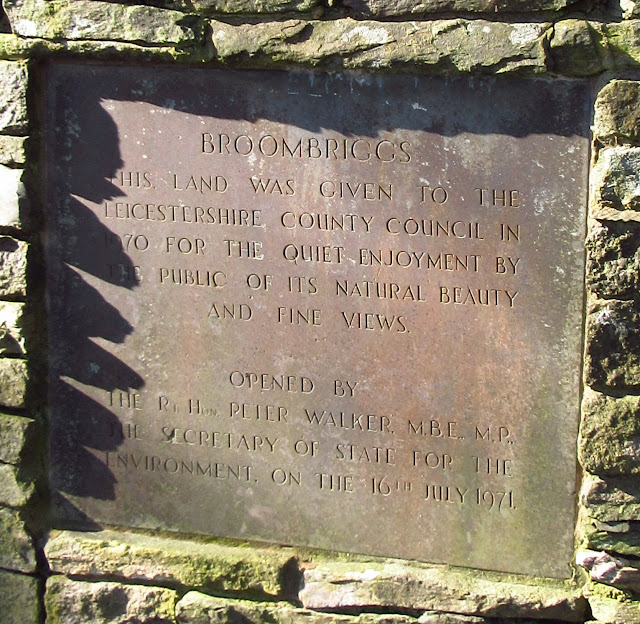 BROOMBRIGGS
THIS LAND WAS GIVEN TO THE
LEICESTERSHIRE COUNTY COUNCIL IN
1970 FOR THE QUIET ENJOYMENT BY
THE PUBLIC OF ITS NATURAL BEAUTY
AND FINE VIEWS.
OPENED BY
THE RT. HON. PETER WALKER, M.B.E., M.P.,
THE SECRETARY OF STATE FOR THE
ENVIRONMENT, ON THE 16TH JULY 1971.